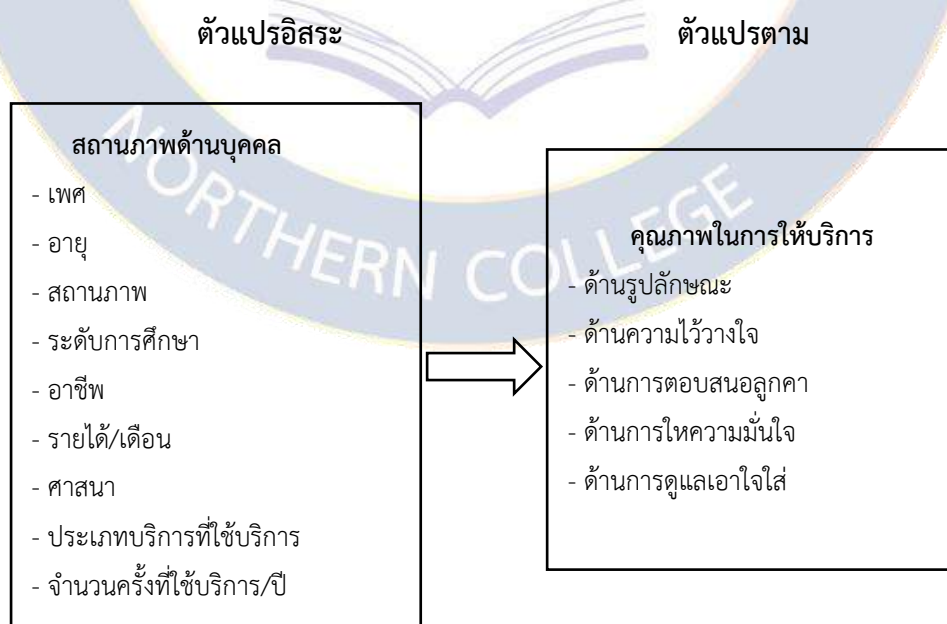 ตัวแปรอิสระ
ตัวแปรตาม
NORTHERN COLLEGE
สถานภาพด้านบุคคล
- เพศ
- อายุ
- สถานภาพ
- ระดับการศึกษา
- อาชีพ
- รายได้/เดือน
- ศาสนา
- ประเภทบริการที่ใช้บริการ
- จำนวนครั้งที่ใช้บริการ/ปี
คุณภาพในการให้บริการ
- ด้านรูปลักษณะ
- ด้านความไว้วางใจ
- ด้านการตอบสนอลูกคา
- ด้านการใหความมั่นใจ
- ด้านการดูแลเอาใจใส่